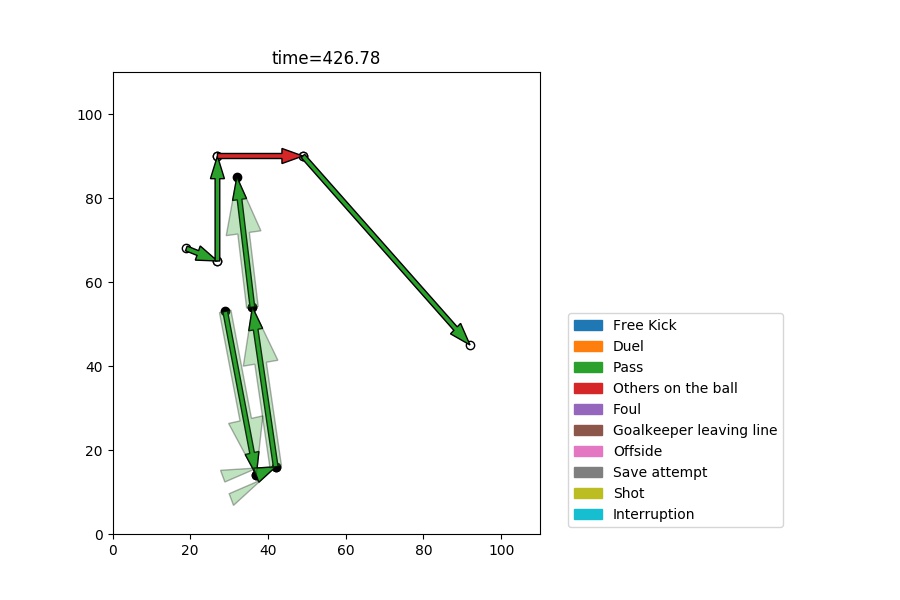 time=426.78
100
80
60
40
20
0
0 20 40 60 80 100
Free Kick
Duel
Pass
Others on the ball
Foul
Goalkeeper leaving line
Offside
Save attempt
Shot
Interruption